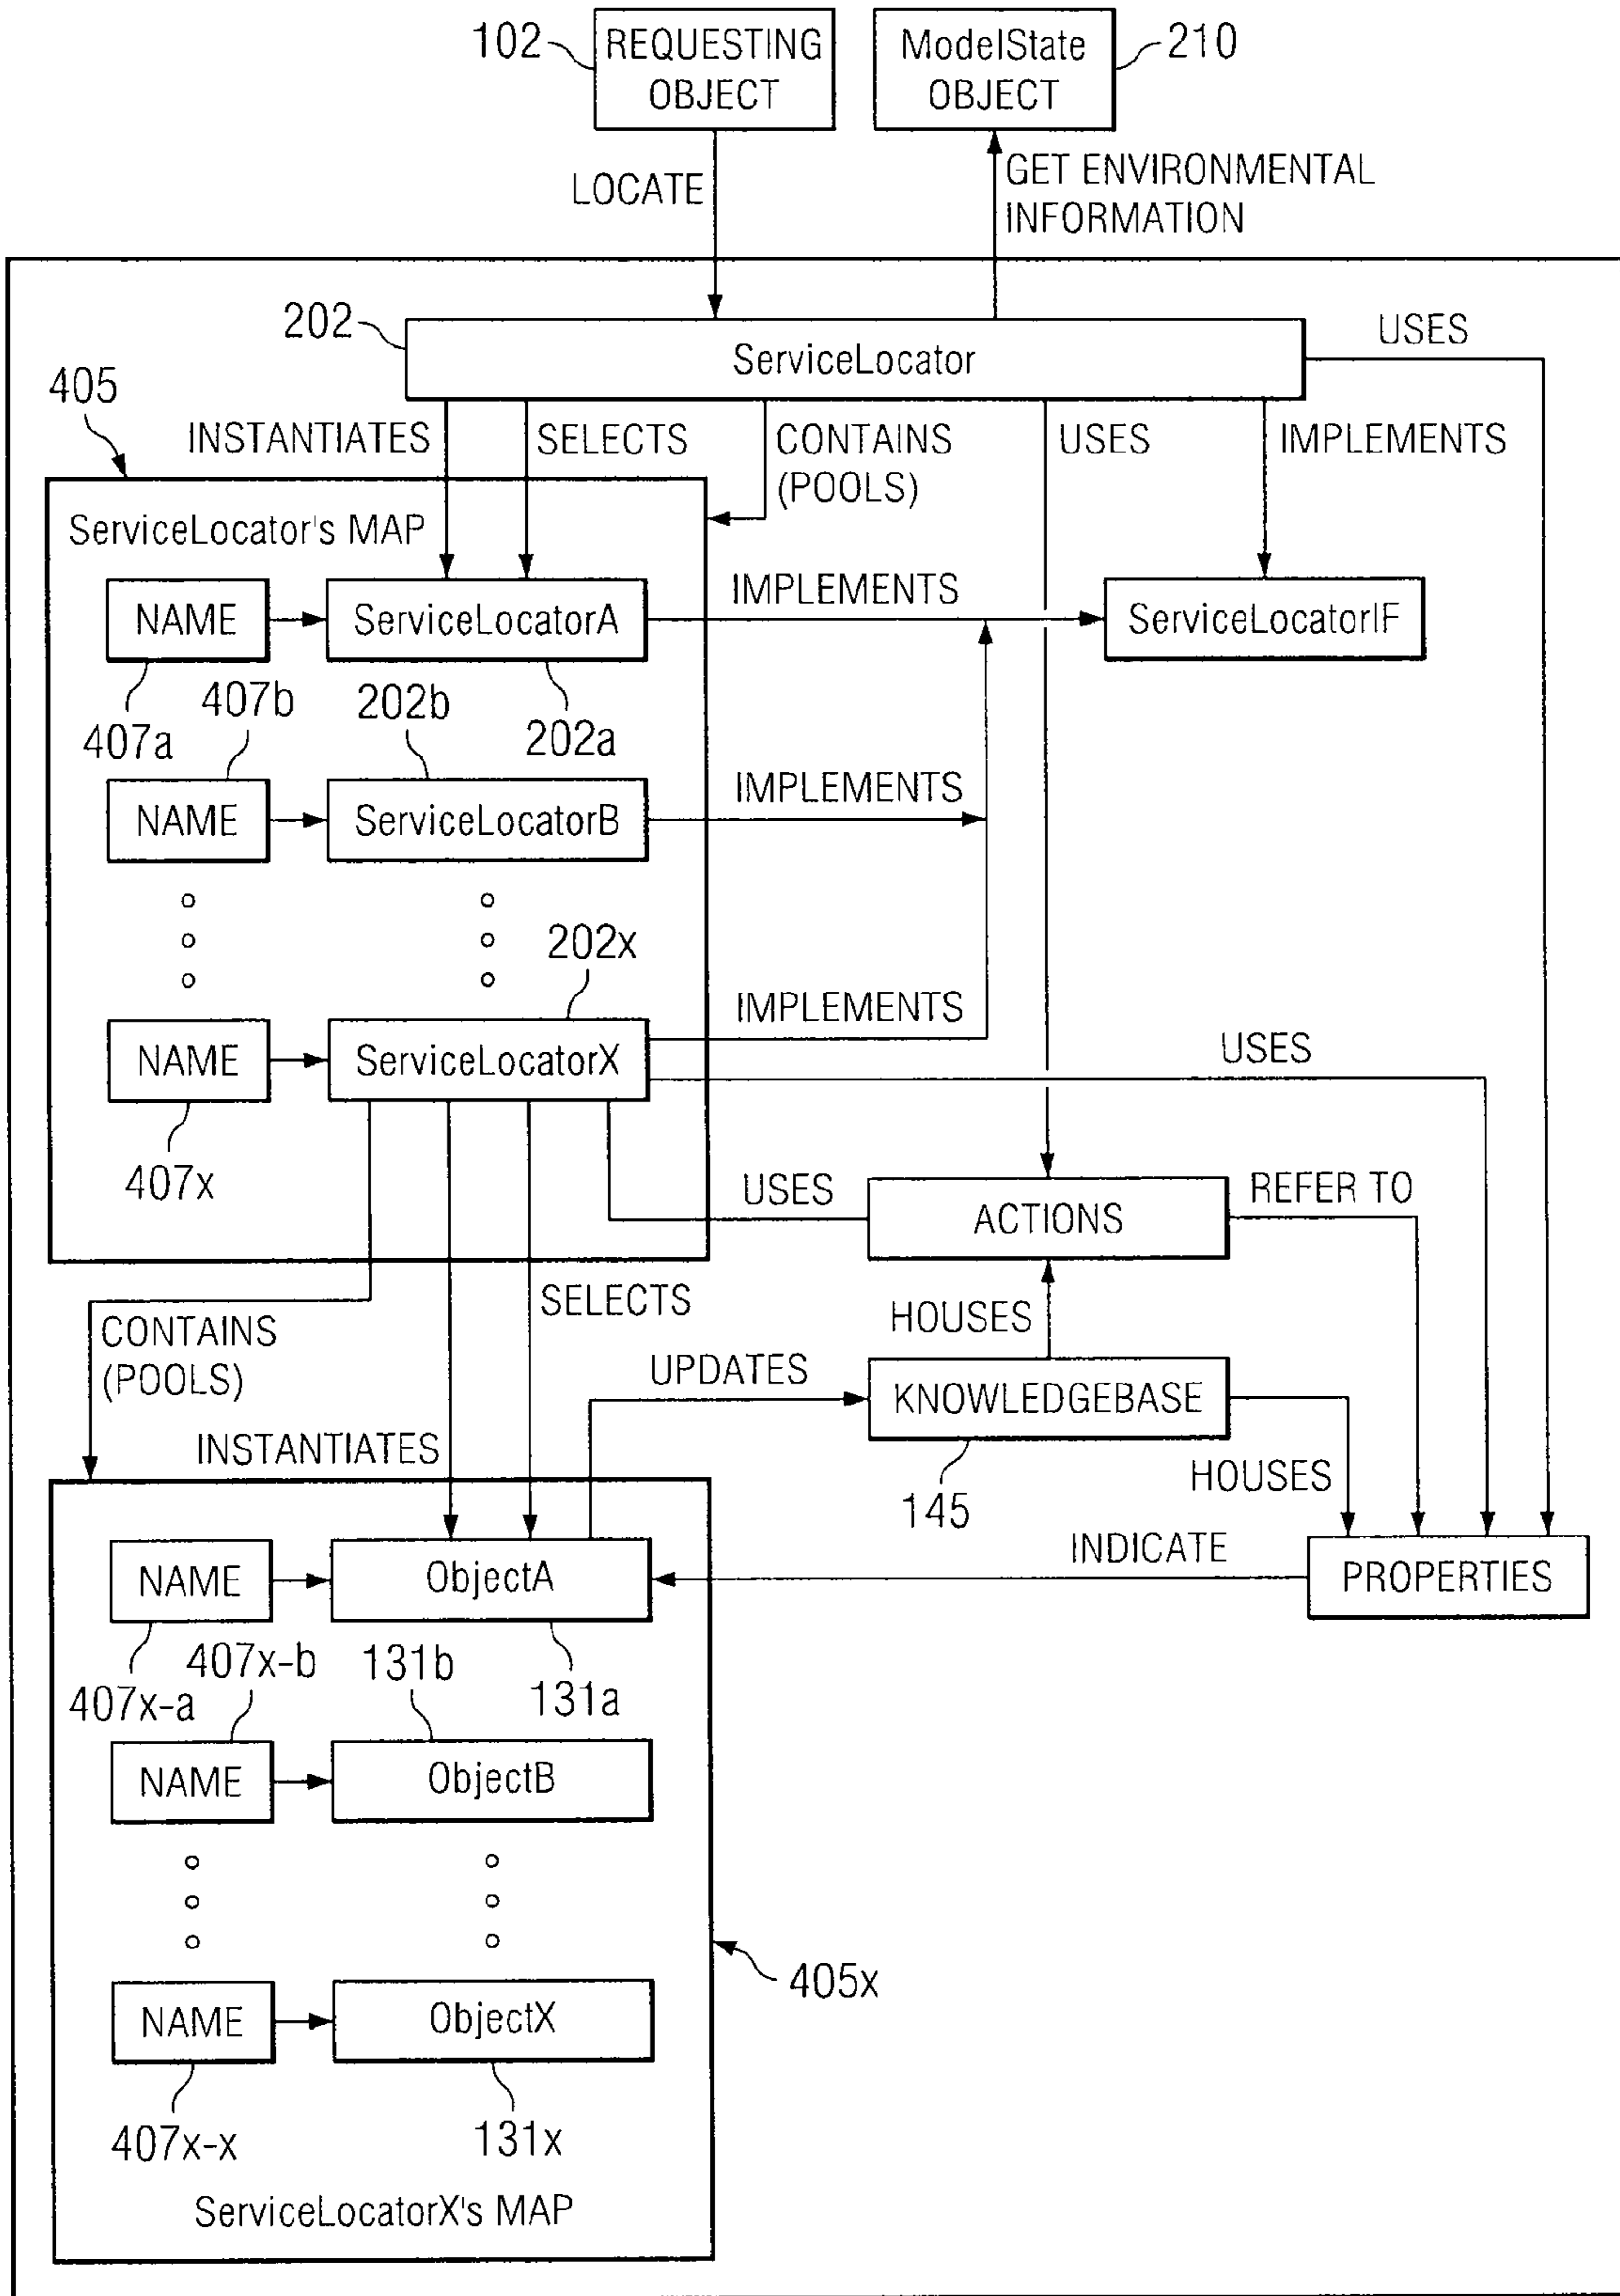 102
REQUESTING
OBJECT
ModelState
OBJECT
210
LOCATE
GET ENVIRONMENTAL
INFORMATION
202
ServiceLocator
USES
405
INSTANTIATES
SELECTS
CONTAINS
(POOLS)
USES
IMPLEMENTS
ServiceLocator's MAP
NAME
ServiceLocatorA
IMPLEMENTS
ServiceLocatorIF
407a
407b
202b
202a
NAME
ServiceLocatorB
IMPLEMENTS
202x
NAME
ServiceLocatorX
IMPLEMENTS
USES
407x
USES
ACTIONS
REFER TO
CONTAINS
(POOLS)
SELECTS
HOUSES
UPDATES
KNOWLEDGEBASE
INSTANTIATES
145
HOUSES
NAME
ObjectA
INDICATE
PROPERTIES
407x-a
407x-b
131b
131a
NAME
ObjectB
405x
NAME
ObjectX
407x-x
131x
ServiceLocatorX's MAP